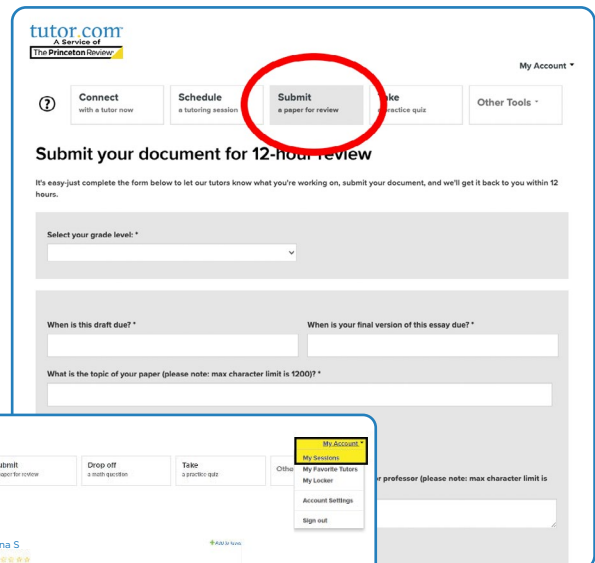 tutor.com
A Service of
The Princeton Review
My Account
Connect
with a tutor now
Schedule
a tutoring session
Submit
a paper for review
practice quiz
Other Tools
Submit your document for 12-hour review
It's easy-just complete the form below to let our tutors know what you're working on, submit your document, and we'll get it back to you within 12
hours.
Select your grade level: *
When is this draft due? *
When is your final version of this essay due? *
What is the topic of your paper (please note: max character limit is 1200)? *
or professor (please note: max character limit is
My Account
My Sessions
My Favorite Tutors
My Locker
Account Settings
Sign out
ubmit
paper for review
Drop off
a math question
Take
a practice quiz
Othe
na S